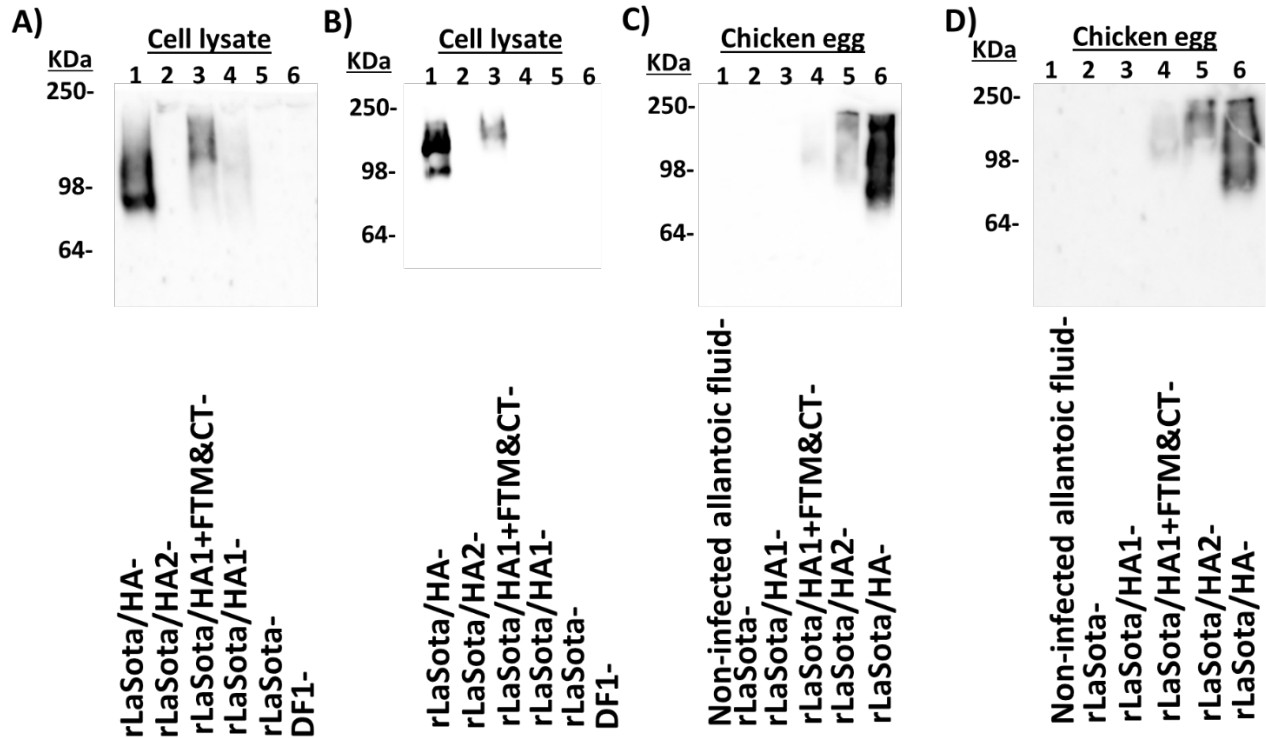 A)
Cell lysate
KDa
1 2 3 4 5 6
250-
98-
64-
rLaSota/HA-
rLaSota/HA2-
rLaSota/HA1+FTM&CT-
rLaSota/HA1-
rLaSota-
DF1-
B)
Cell lysate
KDa
1 2 3 4 5 6
250-
98-
64-
rLaSota/HA-
rLaSota/HA2-
rLaSota/HA1+FTM&CT-
rLaSota/HA1-
rLaSota-
DF1-
C)
Chicken egg
KDa
1 2 3 4 5 6
250-
98-
64-
Non-infected allantoic fluid-
rLaSota-
rLaSota/HA1-
rLaSota/HA1+FTM&CT-
rLaSota/HA2-
rLaSota/HA-
D)
Chicken egg
KDa
1 2 3 4 5 6
250-
98-
64-
Non-infected allantoic fluid-
rLaSota-
rLaSota/HA1-
rLaSota/HA1+FTM&CT-
rLaSota/HA2-
rLaSota/HA-